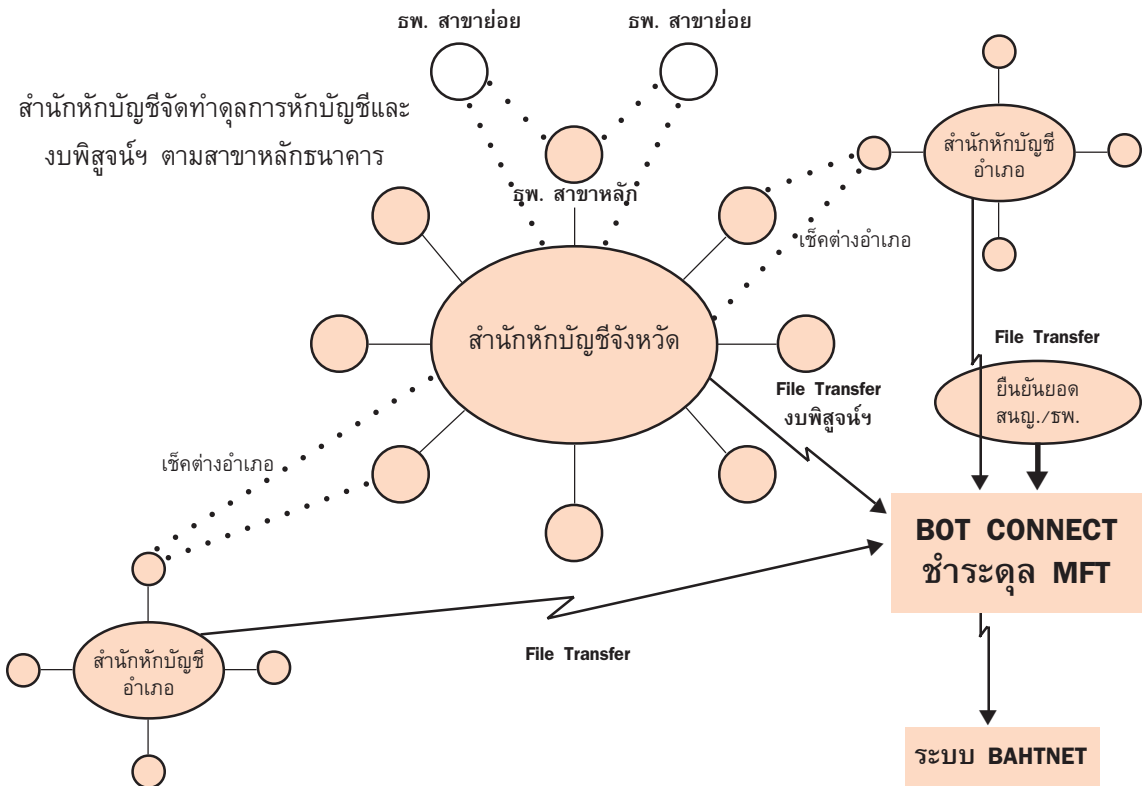 ธพ. สาขาย่อย
ธพ. สาขาย่อย
สำนักหักบัญชีจัดทำดุลการหักบัญชีและ
งบพิสูจน์ฯ ตามสาขาหลักธนาคาร
สำนักหักบัญชี
อำเภอ
ธพ. สาขาหลัก
เช็คต่างอำเภอ
สำนักหักบัญชีจังหวัด
File Transfer
File Transfer
งบพิสูจน์ฯ
ยืนยันยอด
สนญ./ธพ.
เช็คต่างอำเภอ
BOT CONNECT
ชำระดุล MFT
File Transfer
สำนักหักบัญชี
อำเภอ
ระบบ BAHTNET